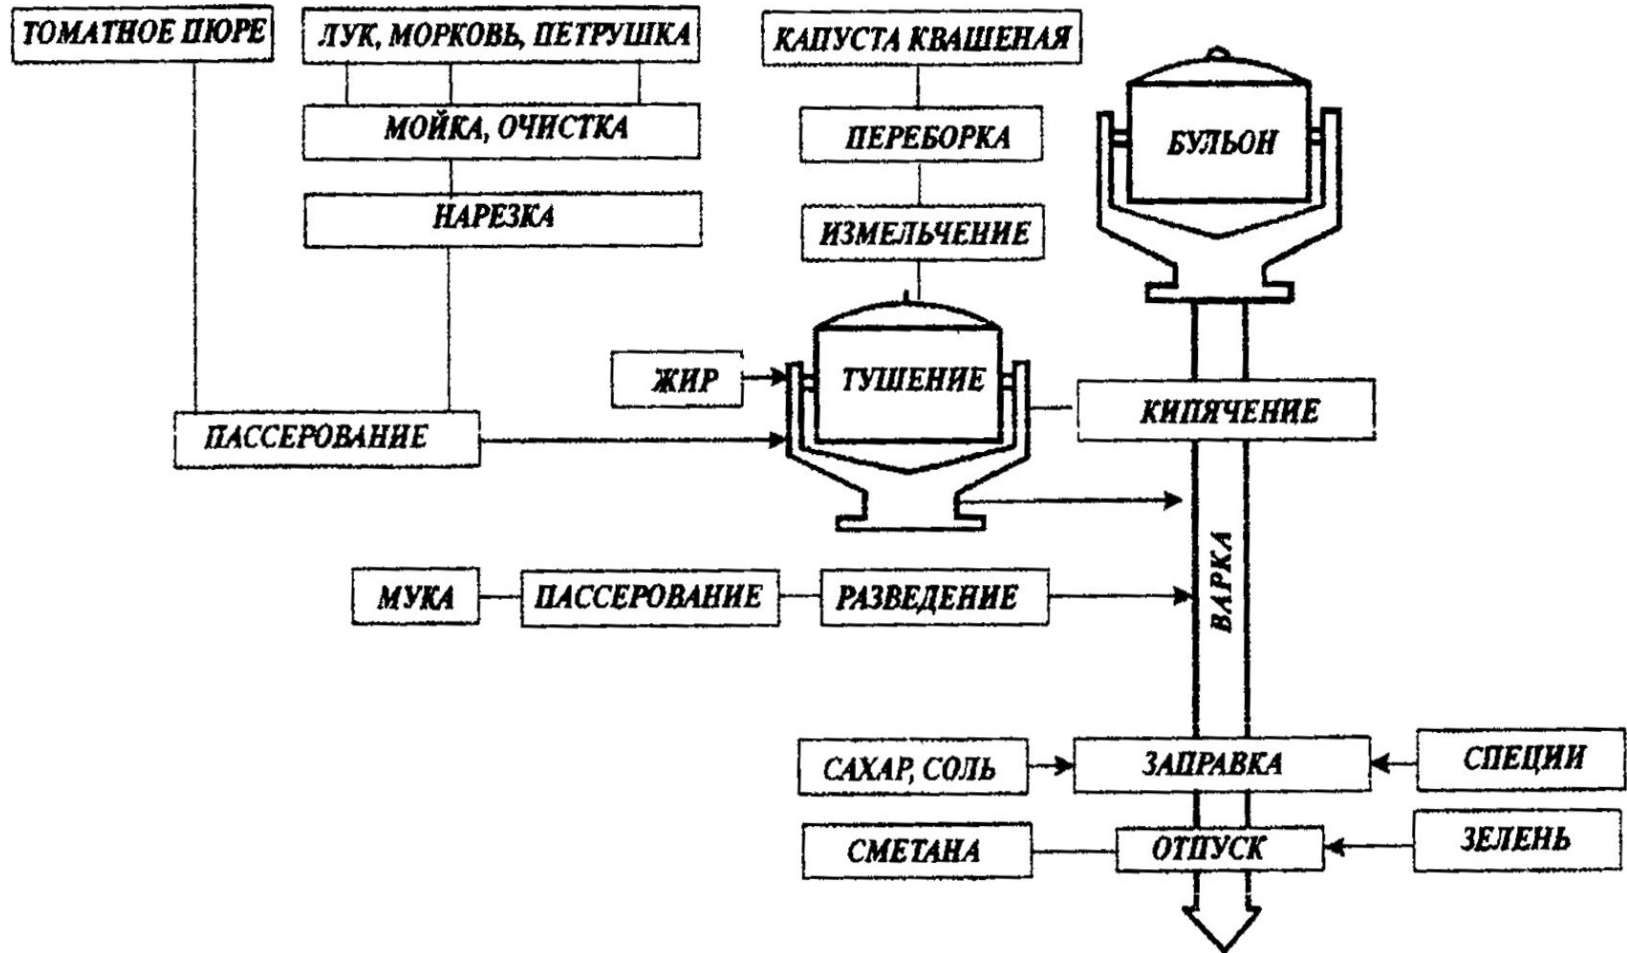 ТОМАТНОЕ ПЮРЕ
ЛУК, МОРКОВЬ, ПЕТРУШКА
КАПУСТА КВАШЕНАЯ
МОЙКА, ОЧИСТКА
ПЕРЕБОРКА
БУЛЬОН
НАРЕЗКА
ИЗМЕЛЬЧЕНИЕ
ЖИР
ТУШЕНИЕ
КИПЯЧЕНИЕ
ПАССЕРОВАНИЕ
ВАРКА
МУКА
ПАССЕРОВАНИЕ
РАЗВЕДЕНИЕ
САХАР, СОЛЬ
ЗАПРАВКА
СПЕЦИИ
СМЕТАНА
ОТПУСК
ЗЕЛЕНЬ